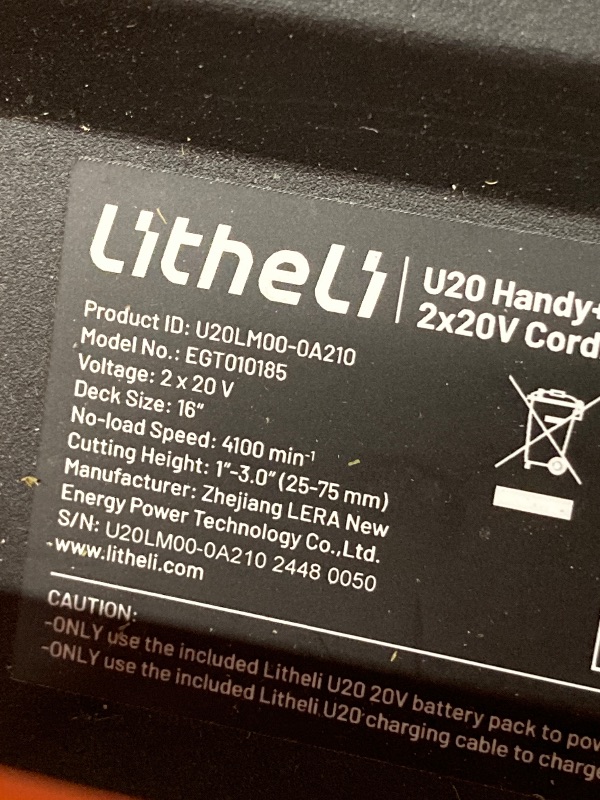 Litheli
U20 Handy+
2x20V Cord
Product ID: U20LM00-0A210
Model No.: EGT010185
Voltage: 2 x 20 V
Deck Size: 16"
No-load Speed: 4100 min⁻¹
Cutting Height: 1"-3.0" (25-75 mm)
Manufacturer: Zhejiang LERA New
Energy Power Technology Co.,Ltd.
S/N: U20LM00-0A210 2448 0050
www.litheli.com
CAUTION:
-ONLY use the included Litheli U20 20V battery pack to pow
-ONLY use the included Litheli U20 charging cable to charge